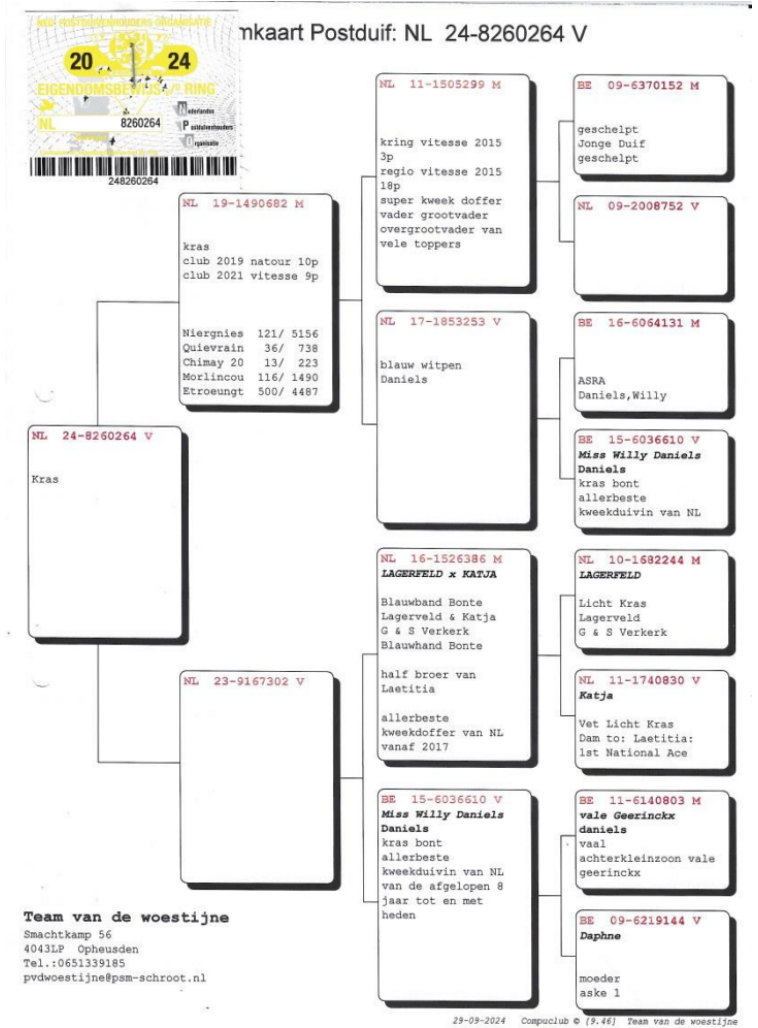 NED. POSTDUIVENHOUDERS ORGANISATIE
20 24
EIGENDOMSBEWIJS RING
NL 8260264
Nederlandse
Postduivenhouders
Organisatie
248260264
mkaart Postduif: NL 24-8260264 V
NL 24-8260264 V
Kras
NL 19-1490682 M
kras
club 2019 natour 10p
club 2021 vitesse 9p
Niergnies 121/ 5156
Quievrain 36/ 738
Chimay 20 13/ 223
Morlincou 116/ 1490
Etroeungt 500/ 4487
NL 23-9167302 V
NL 11-1505299 M
kring vitesse 2015
3p
regio vitesse 2015
18p
super kweek doffer
vader grootvader
overgrootvader van
vele toppers
NL 17-1853253 V
blauw witpen
Daniels
NL 16-1526386 M
LAGERFELD x KATJA
Blauwband Bonte
Lagerveld & Katja
G & S Verkerk
Blauwhand Bonte
half broer van
Laetitia
allerbeste
kweekdoffer van NL
vanaf 2017
BE 15-6036610 V
Miss Willy Daniels
Daniels
kras bont
allerbeste
kweekduivin van NL
van de afgelopen 8
jaar tot en met
heden
BE 09-6370152 M
geschelpt
Jonge Duif
geschelpt
NL 09-2008752 V
BE 16-6064131 M
ASRA
Daniels,Willy
BE 15-6036610 V
Miss Willy Daniels
Daniels
kras bont
allerbeste
kweekduivin van NL
NL 10-1682244 M
LAGERFELD
Licht Kras
Lagerveld
G & S Verkerk
NL 11-1740830 V
Katja
Vet Licht Kras
Dam to: Laetitia:
1st National Ace
BE 11-6140803 M
vale Geerinckx
daniels
vaal
achterkleinzoon vale
geerinckx
BE 09-6219144 V
Daphne
moeder
aske 1
Team van de woestijne
Smachtkamp 56
4043LP Opheusden
Tel.:0651339185
pvdwoestijne@psm-schroot.nl
29-09-2024 Compuclub © [9.46] Team van de woestijne